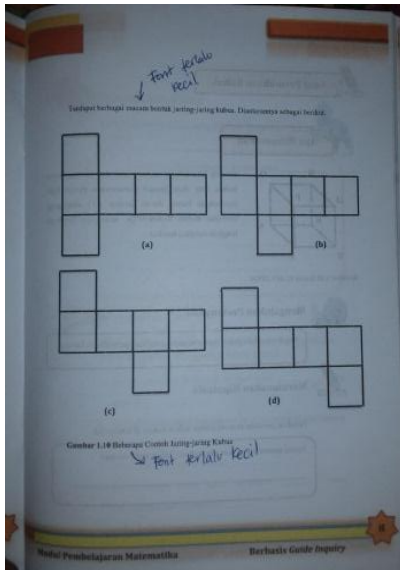 Font terlalu
kecil
Terdapat berbagai macam bentuk jaring-jaring kubus. Diantaranya sebagai berikut.
(a)
(b)
(c)
(d)
Gambar 1.10 Beberapa Contoh Jaring-jaring Kubus
Font terlalu kecil
8
Modul Pembelajaran Matematika
Berbasis Guide Inquiry